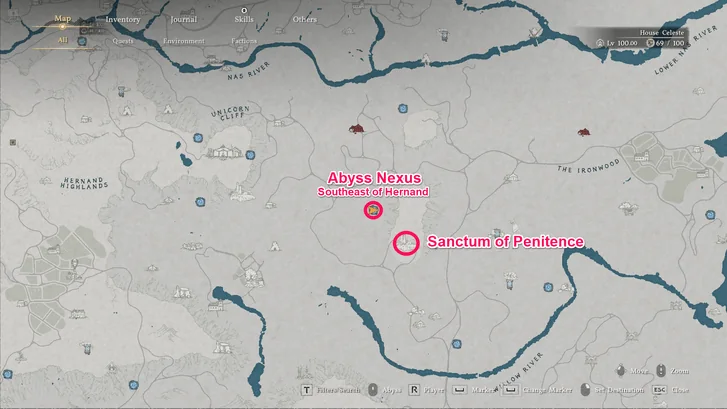 Map
Inventory
Journal
Skills
Others
All
Quests
Environment
Factions
House Celeste
Lv 100.00
69 / 100
NAS RIVER
UNICORN
CLIFF
HERNAND
HIGHLANDS
THE IRONWOOD
Abyss Nexus
Southeast of Hernand
Sanctum of Penitence
WILLOW RIVER
Move
Zoom
T Filters/Search
Abyss
R Player
Marker
Change Marker
Set Destination
ESC Close